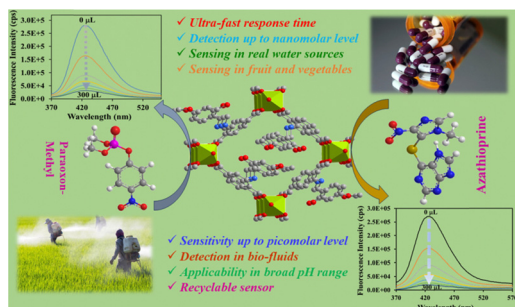 Fluorescence Intensity (cps)
3.0E+5
2.5E+5
2.0E+5
1.5E+5
1.0E+5
5.0E+4
0.0E+0
0 µL
300 µL
370 420 470 520
Wavelength (nm)
✓ Ultra-fast response time
✓ Detection up to nanomolar level
✓ Sensing in real water sources
✓ Sensing in fruit and vegetables
Paraoxon-
Methyl
Azathioprine
✓ Sensitivity up to picomolar level
✓ Detection in bio-fluids
✓ Applicability in broad pH range
✓ Recyclable sensor
Fluorescence Intensity (cps)
3.0E+05
2.5E+05
2.0E+05
1.5E+05
1.0E+05
5.0E+04
0.0E+00
0 µL
300 µL
370 420 470 520 570
Wavelength (nm)